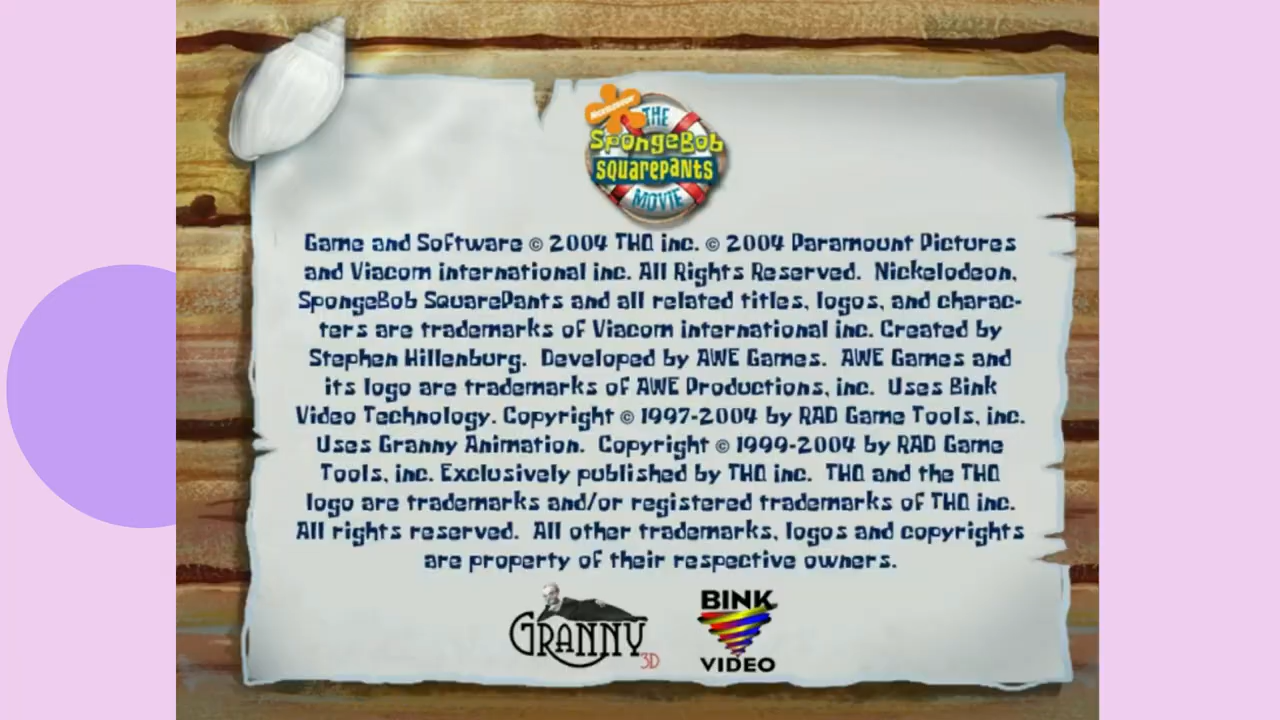 NICKELODEON
THE
SpongeBob
SQUAREPANTS
MOVIE
Game and Software © 2004 THQ inc. © 2004 Paramount Pictures
and Viacom international inc. All Rights Reserved. Nickelodeon,
SpongeBob SquarePants and all related titles, logos, and charac-
ters are trademarks of Viacom international inc. Created by
Stephen Hillenburg. Developed by AWE Games. AWE Games and
its logo are trademarks of AWE Productions, inc. Uses Bink
Video Technology. Copyright © 1997-2004 by RAD Game Tools, inc.
Uses Granny Animation. Copyright © 1999-2004 by RAD Game
Tools, inc. Exclusively published by THQ inc. THQ and the THQ
logo are trademarks and/or registered trademarks of THQ inc.
All rights reserved. All other trademarks, logos and copyrights
are property of their respective owners.
GRANNY 3D
BINK
VIDEO